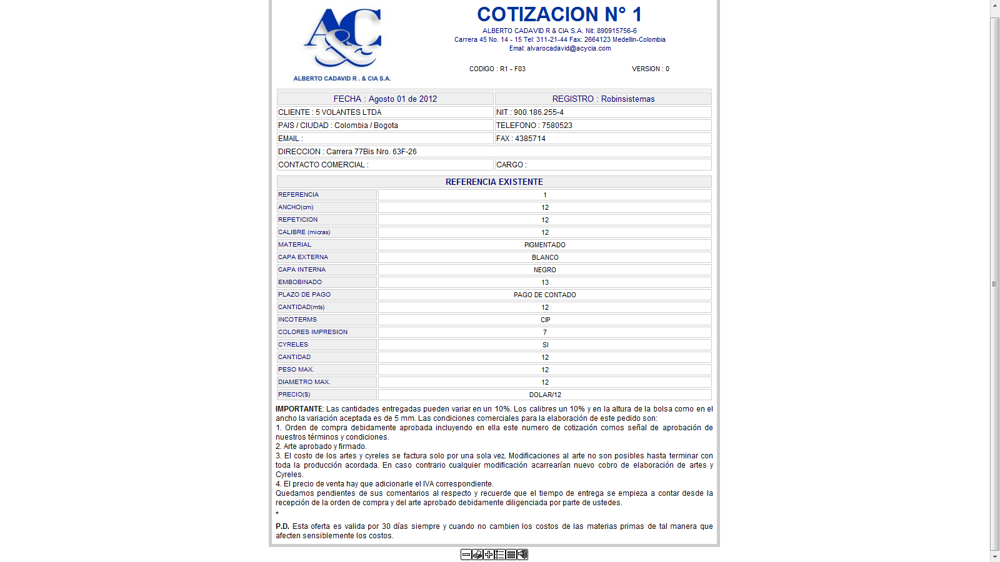 A&C
ALBERTO CADAVID R . & CIA S.A.
COTIZACION N° 1
ALBERTO CADAVID R & CIA S.A. Nit: 890915756-6
Carrera 45 No. 14 - 15 Tel: 311-21-44 Fax: 2664123 Medellin-Colombia
Emal: alvarocadavid@acycia.com
CODIGO : R1 - F03 VERSION : 0
FECHA : Agosto 01 de 2012 REGISTRO : Robinsistemas
CLIENTE : 5 VOLANTES LTDA NIT : 900.186.255-4
PAIS / CIUDAD : Colombia / Bogota TELEFONO : 7580523
EMAIL : FAX : 4385714
DIRECCION : Carrera 77Bis Nro. 63F-26
CONTACTO COMERCIAL : CARGO :
REFERENCIA EXISTENTE
REFERENCIA 1
ANCHO(cm) 12
REPETICION 12
CALIBRE (micras) 12
MATERIAL PIGMENTADO
CAPA EXTERNA BLANCO
CAPA INTERNA NEGRO
EMBOBINADO 13
PLAZO DE PAGO PAGO DE CONTADO
CANTIDAD(mts) 12
INCOTERMS CIP
COLORES IMPRESION 7
CYRELES SI
CANTIDAD 12
PESO MAX. 12
DIAMETRO MAX. 12
PRECIO($) DOLAR/12
IMPORTANTE: Las cantidades entregadas pueden variar en un 10%. Los calibres un 10% y en la altura de la bolsa como en el
ancho la variación aceptada es de 5 mm. Las condiciones comerciales para la elaboración de este pedido son:
1. Orden de compra debidamente aprobada incluyendo en ella este numero de cotización comos señal de aprobación de
nuestros términos y condiciones.
2. Arte aprobado y firmado.
3. El costo de los artes y cyreles se factura solo por una sola vez. Modificaciones al arte no son posibles hasta terminar con
toda la producción acordada. En caso contrario cualquier modificación acarrearían nuevo cobro de elaboración de artes y
Cyreles.
4. El precio de venta hay que adicionarle el IVA correspondiente.
Quedamos pendientes de sus comentarios al respecto y recuerde que el tiempo de entrega se empieza a contar desde la
recepción de la orden de compra y del arte aprobado debidamente diligenciada por parte de ustedes.
*
P.D. Esta oferta es valida por 30 días siempre y cuando no cambien los costos de las materias primas de tal manera que
afecten sensiblemente los costos.